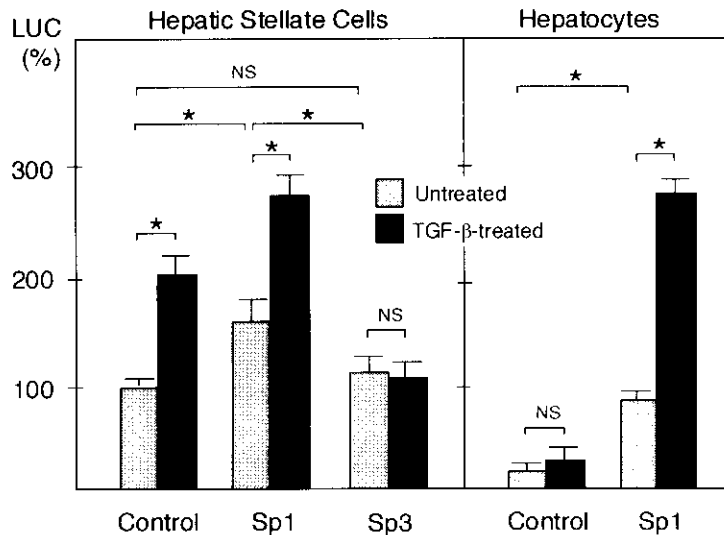 LUC
(%)
Hepatic Stellate Cells
Hepatocytes
NS
*
*
*
*
*
*
300
Untreated
TGF-β-treated
200
NS
100
NS
Control
Sp1
Sp3
Control
Sp1